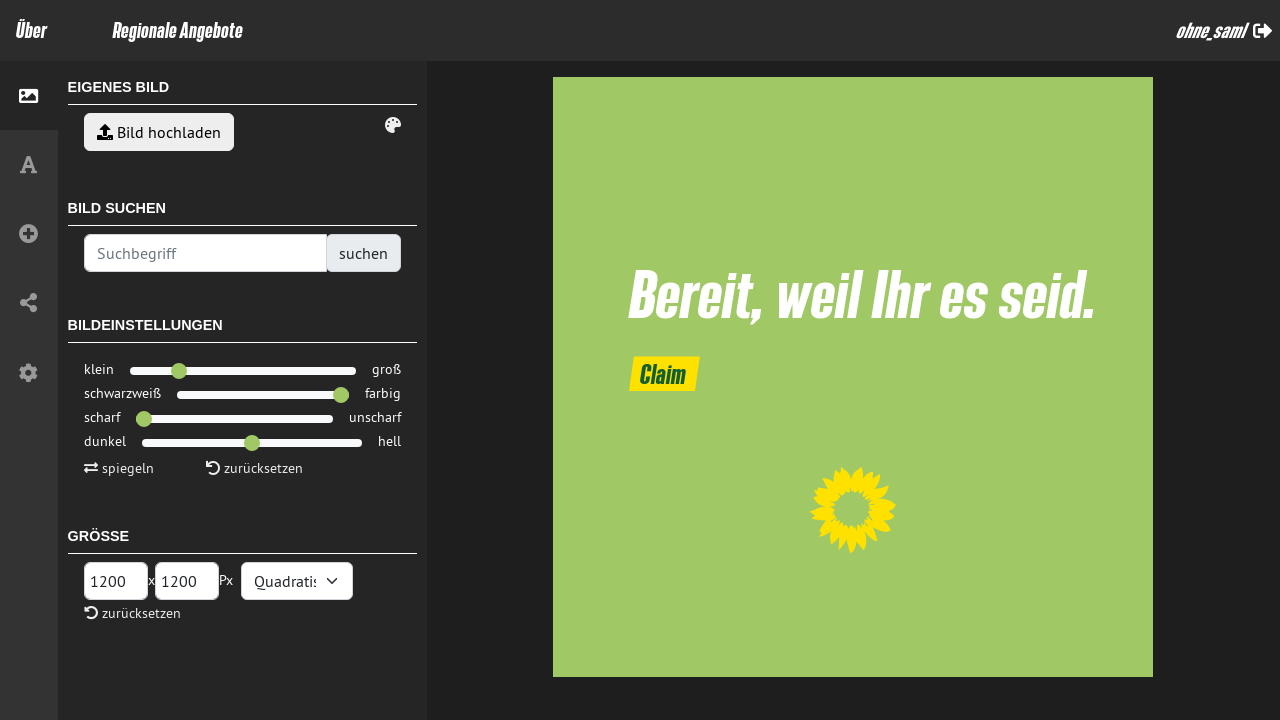 Über
Regionale Angebote
ohne_saml
EIGENES BILD
Bild hochladen
BILD SUCHEN
Suchbegriff
suchen
BILDEINSTELLUNGEN
klein
groß
schwarzweiß
farbig
scharf
unscharf
dunkel
hell
spiegeln
zurücksetzen
GRÖSSE
1200 x 1200 Px
Quadratis
zurücksetzen
Bereit, weil Ihr es seid.
Claim